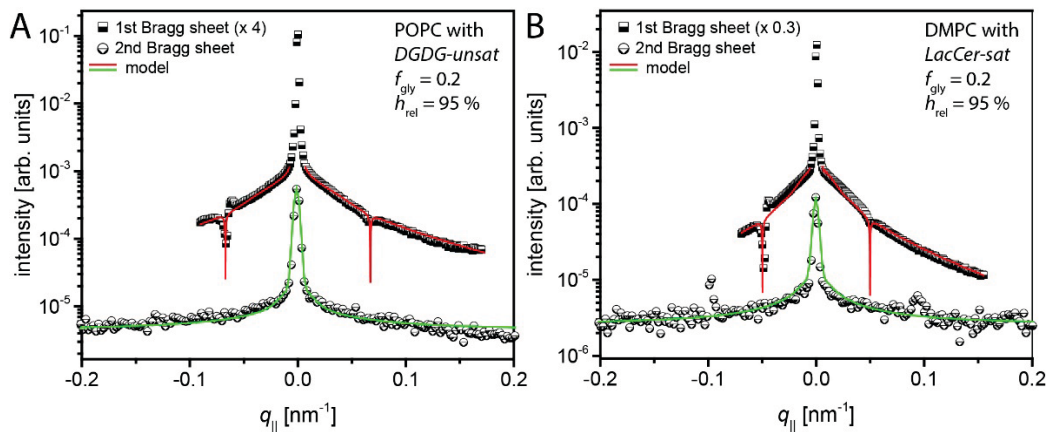 A
1st Bragg sheet (x 4)
2nd Bragg sheet
model
POPC with
DGDG-unsat
f_gly = 0.2
h_rel = 95 %
intensity [arb. units]
10⁻¹
10⁻²
10⁻³
10⁻⁴
10⁻⁵
-0.2
-0.1
0.0
0.1
0.2
q_|| [nm⁻¹]
B
1st Bragg sheet (x 0.3)
2nd Bragg sheet
model
DMPC with
LacCer-sat
f_gly = 0.2
h_rel = 95 %
intensity [arb. units]
10⁻²
10⁻³
10⁻⁴
10⁻⁵
10⁻⁶
-0.2
-0.1
0.0
0.1
0.2
q_|| [nm⁻¹]